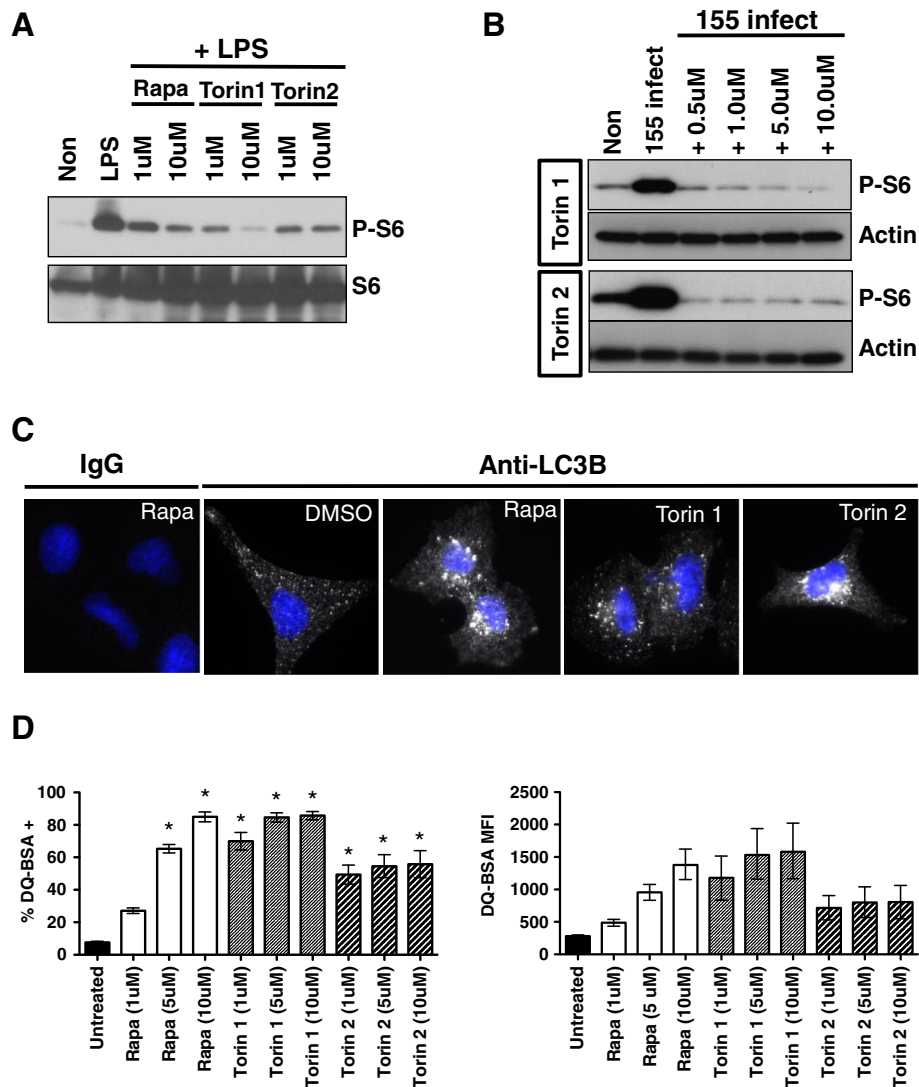 A
+ LPS
Rapa Torin1 Torin2
Non
LPS
1uM
10uM
1uM
10uM
1uM
10uM
P-S6
S6
B
155 infect
Non
155 infect
+ 0.5uM
+ 1.0uM
+ 5.0uM
+ 10.0uM
Torin 1
P-S6
Actin
Torin 2
P-S6
Actin
C
IgG
Anti-LC3B
Rapa
DMSO
Rapa
Torin 1
Torin 2
D
% DQ-BSA +
100
80
60
40
20
0
* * * * * * * *
Untreated
Rapa (1uM)
Rapa (5uM)
Rapa (10uM)
Torin 1 (1uM)
Torin 1 (5uM)
Torin 1 (10uM)
Torin 2 (1uM)
Torin 2 (5uM)
Torin 2 (10uM)
DQ-BSA MFI
2500
2000
1500
1000
500
0
Untreated
Rapa (1uM)
Rapa (5 uM)
Rapa (10uM)
Torin 1 (1uM)
Torin 1 (5uM)
Torin 1 (10uM)
Torin 2 (1uM)
Torin 2 (5uM)
Torin 2 (10uM)